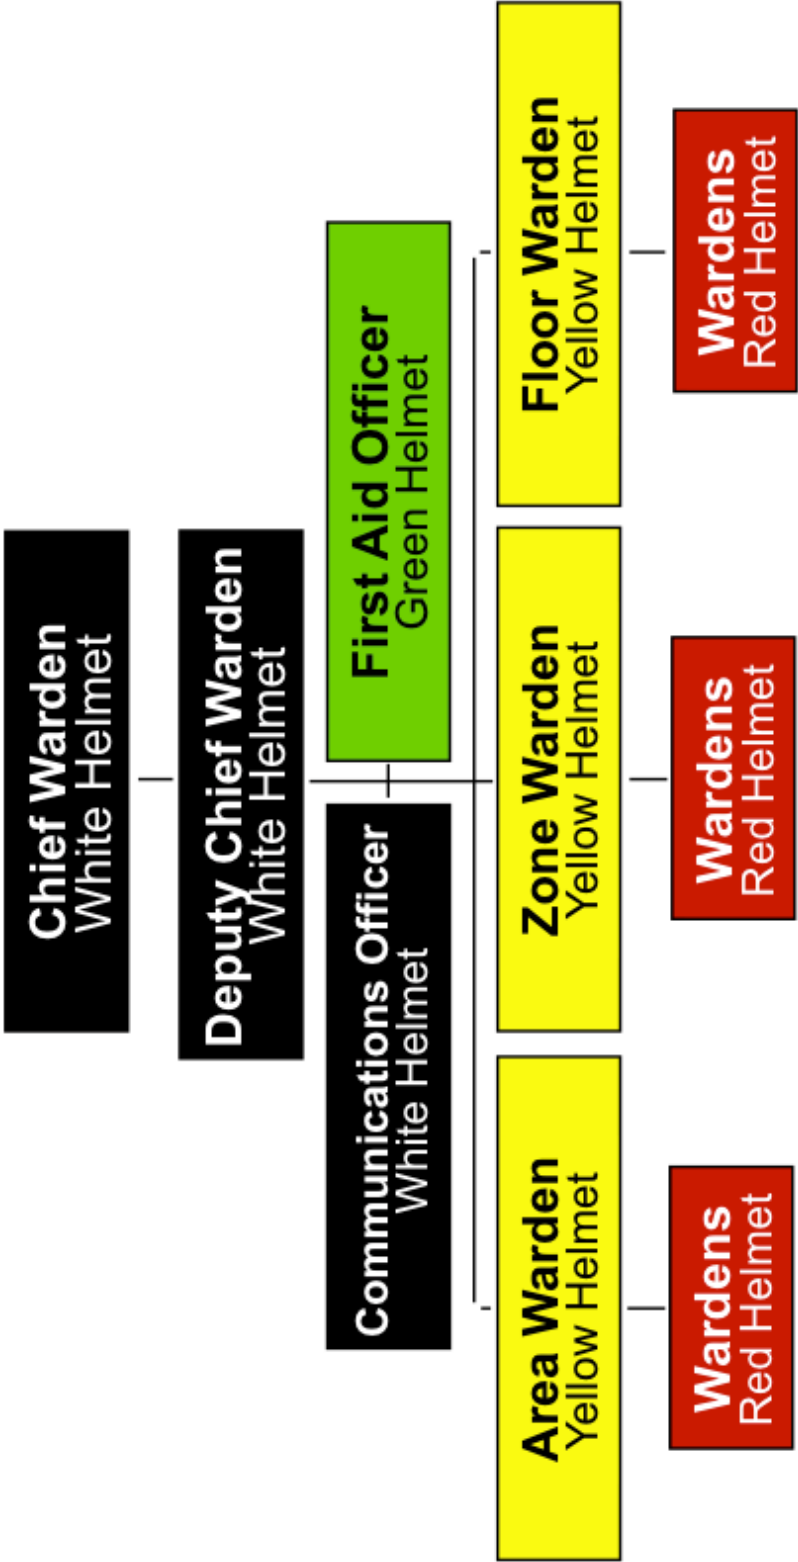 Chief Warden
White Helmet
Deputy Chief Warden
White Helmet
Communications Officer
White Helmet
First Aid Officer
Green Helmet
Area Warden
Yellow Helmet
Zone Warden
Yellow Helmet
Floor Warden
Yellow Helmet
Wardens
Red Helmet
Wardens
Red Helmet
Wardens
Red Helmet